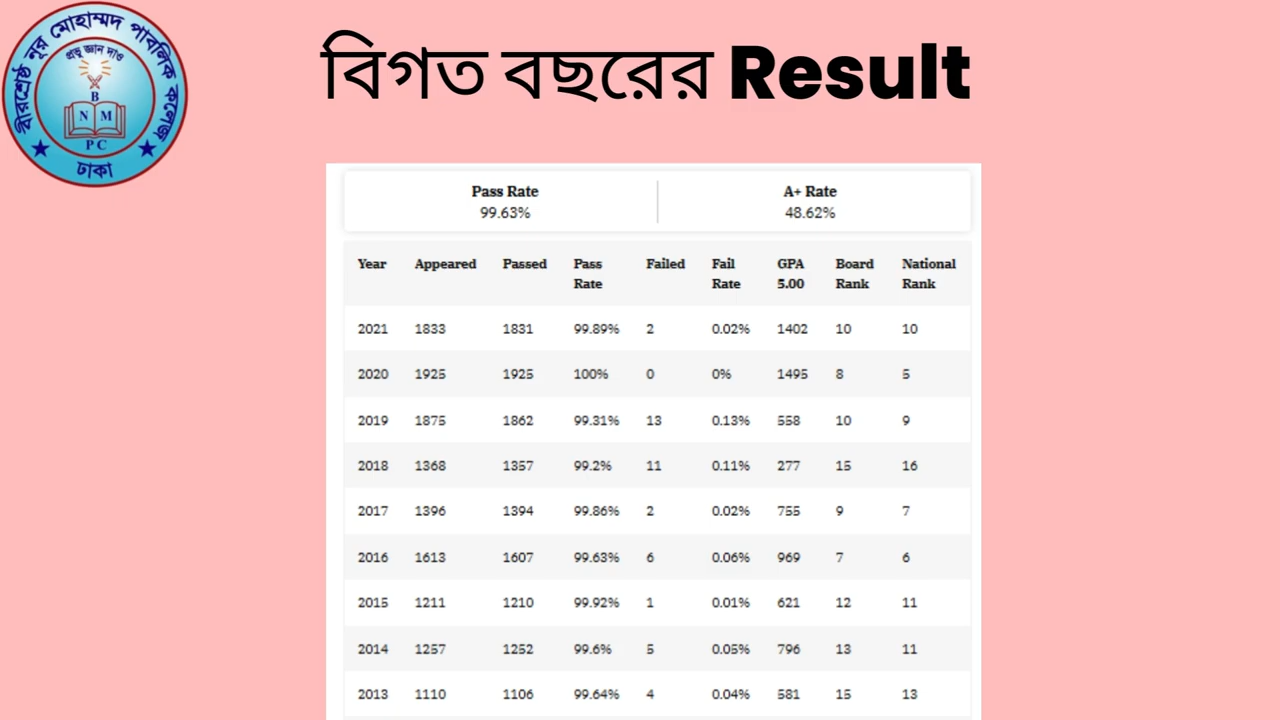 বীরশ্রেষ্ঠ নূর মোহাম্মদ পাবলিক কলেজ
প্রভু জ্ঞান দাও
B
N M
P C
ঢাকা
বিগত বছরের Result
Pass Rate A+ Rate
99.63% 48.62%
Year Appeared Passed Pass Rate Failed Fail Rate GPA 5.00 Board Rank National Rank
2021 1833 1831 99.89% 2 0.02% 1402 10 10
2020 1925 1925 100% 0 0% 1495 8 5
2019 1875 1862 99.31% 13 0.13% 558 10 9
2018 1368 1357 99.2% 11 0.11% 277 15 16
2017 1396 1394 99.86% 2 0.02% 755 9 7
2016 1613 1607 99.63% 6 0.06% 969 7 6
2015 1211 1210 99.92% 1 0.01% 621 12 11
2014 1257 1252 99.6% 5 0.05% 796 13 11
2013 1110 1106 99.64% 4 0.04% 581 15 13